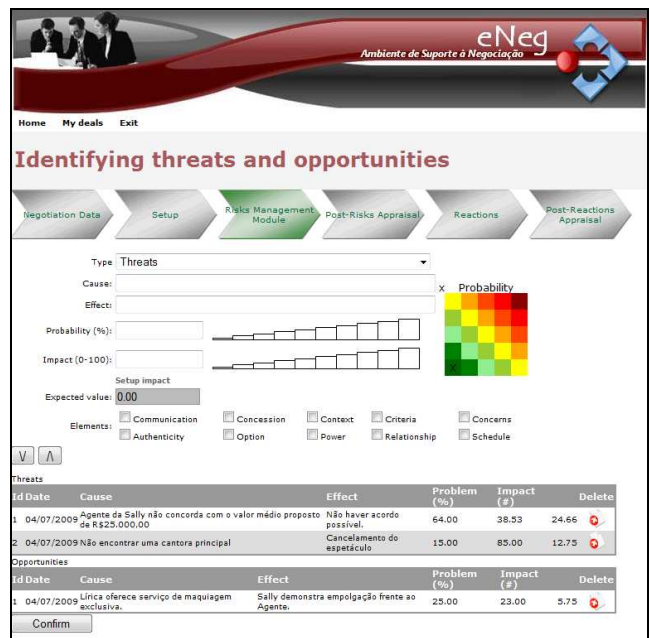 eNeg
Ambiente de Suporte à Negociação
Home My deals Exit
Identifying threats and opportunities
Negotiation Data
Setup
Risks Management
Module
Post-Risks Appraisal
Reactions
Post-Reactions
Appraisal
Type Threats
Cause:
x Probability
Effect:
Probability (%):
Impact (0-100):
X
Setup impact
Expected value: 0.00
Elements:
Communication Concession Context Criteria Concerns
Authenticity Option Power Relationship Schedule
V Λ
Threats
Id Date Cause Effect Problem (%) Impact (#) Delete
1 04/07/2009 Agente da Sally não concorda com o valor médio proposto de R$25.000,00 Não haver acordo possível. 64.00 38.53 24.66
2 04/07/2009 Não encontrar uma cantora principal Cancelamento do espetáculo 15.00 85.00 12.75
Opportunities
Id Date Cause Effect Problem (%) Impact (#) Delete
1 04/07/2009 Lírica oferece serviço de maquiagem exclusiva. Sally demonstra empolgação frente ao Agente. 25.00 23.00 5.75
Confirm